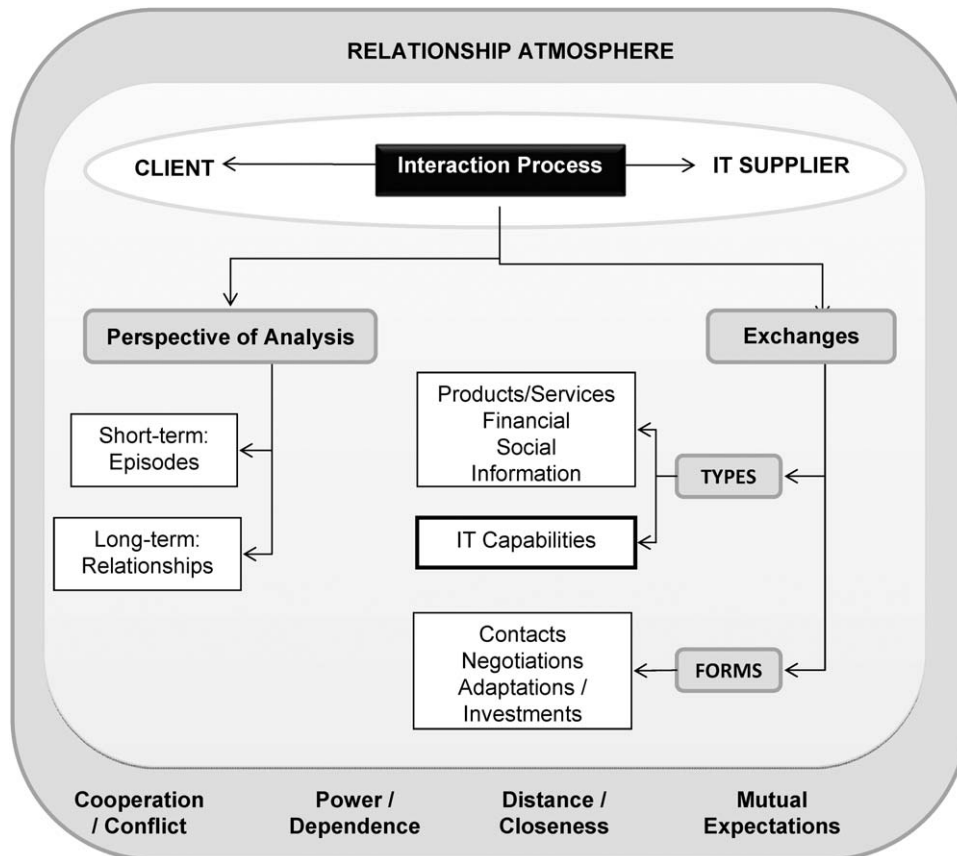 RELATIONSHIP ATMOSPHERE
CLIENT
Interaction Process
IT SUPPLIER
Perspective of Analysis
Exchanges
Short-term:
Episodes
Long-term:
Relationships
Products/Services
Financial
Social
Information
TYPES
IT Capabilities
Contacts
Negotiations
Adaptations /
Investments
FORMS
Cooperation
/ Conflict
Power /
Dependence
Distance /
Closeness
Mutual
Expectations